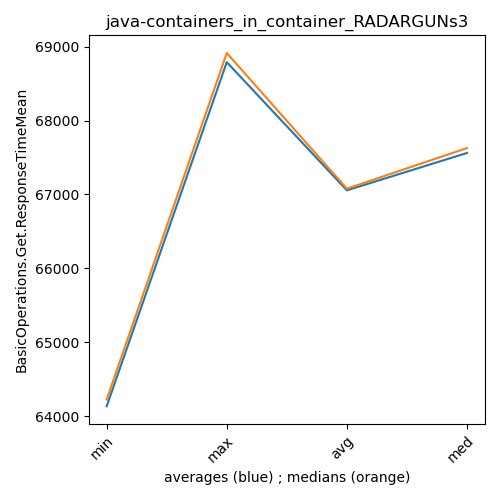 java-containers_in_container_RADARGUNs3
69000
68000
67000
66000
65000
64000
BasicOperations.Get.ResponseTimeMean
min
max
avg
med
averages (blue) ; medians (orange)